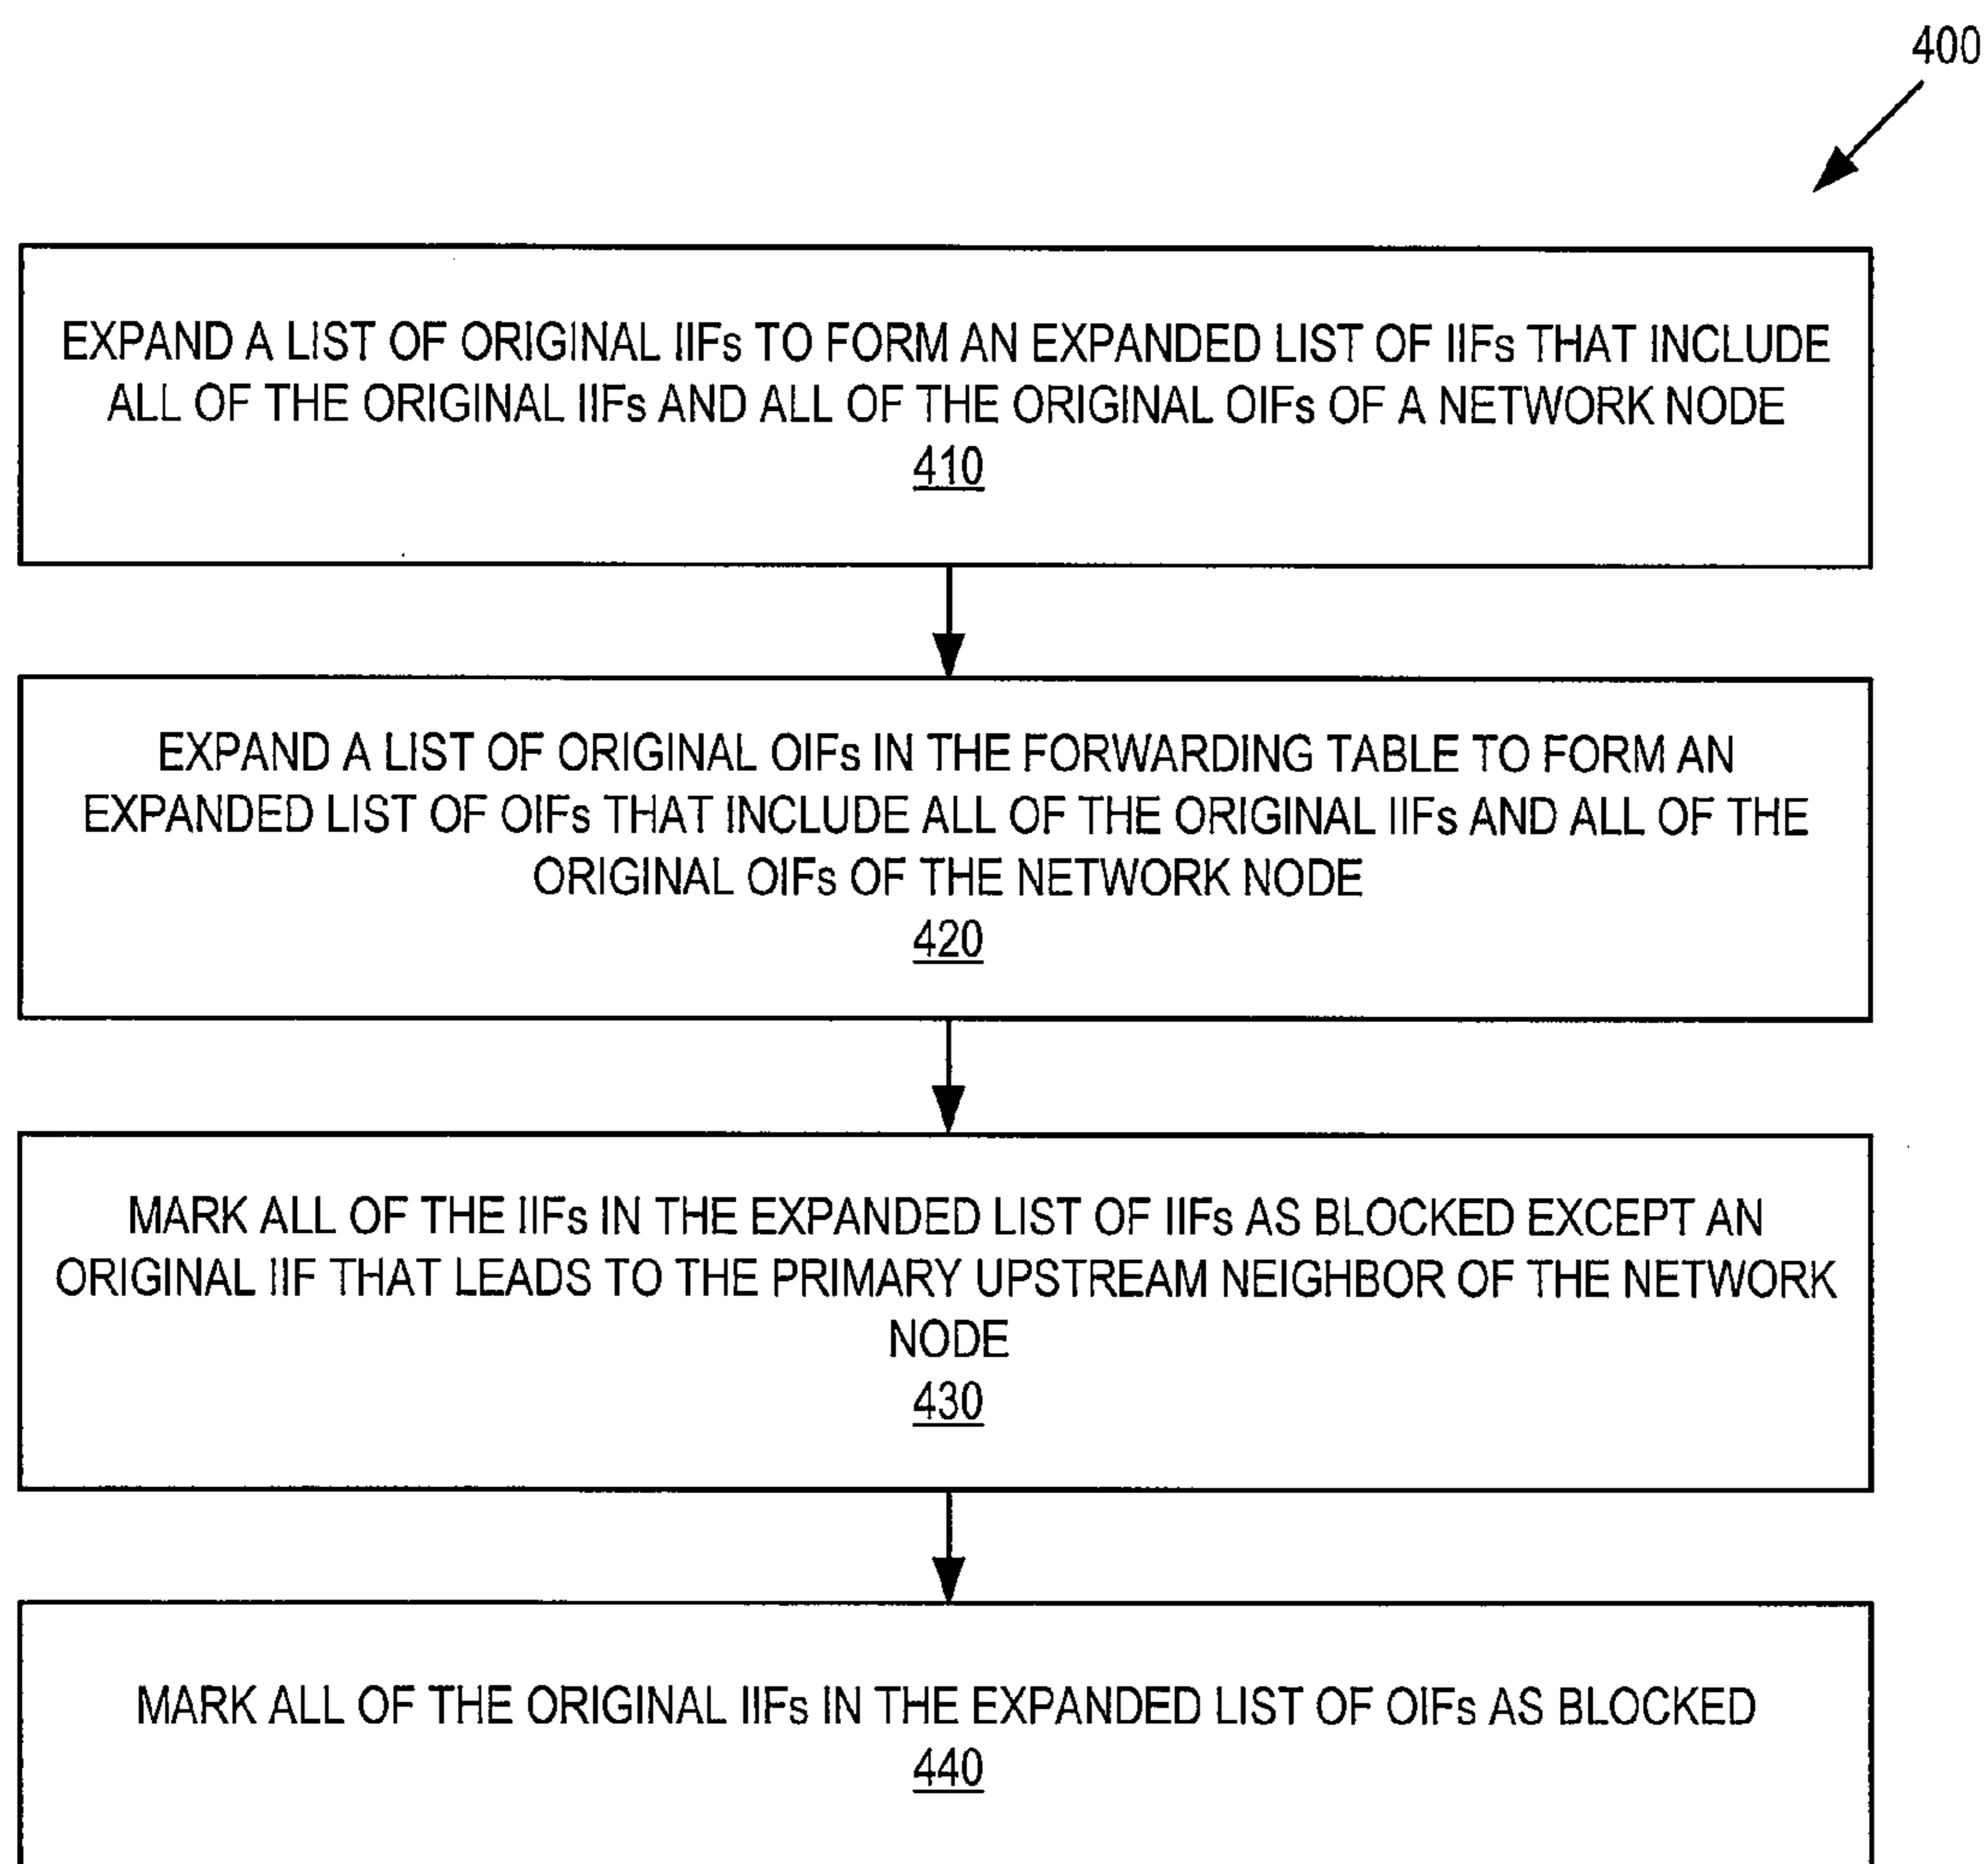 400
EXPAND A LIST OF ORIGINAL IIFs TO FORM AN EXPANDED LIST OF IIFs THAT INCLUDE
ALL OF THE ORIGINAL IIFs AND ALL OF THE ORIGINAL OIFs OF A NETWORK NODE
410
EXPAND A LIST OF ORIGINAL OIFs IN THE FORWARDING TABLE TO FORM AN
EXPANDED LIST OF OIFs THAT INCLUDE ALL OF THE ORIGINAL IIFs AND ALL OF THE
ORIGINAL OIFs OF THE NETWORK NODE
420
MARK ALL OF THE IIFs IN THE EXPANDED LIST OF IIFs AS BLOCKED EXCEPT AN
ORIGINAL IIF THAT LEADS TO THE PRIMARY UPSTREAM NEIGHBOR OF THE NETWORK
NODE
430
MARK ALL OF THE ORIGINAL IIFs IN THE EXPANDED LIST OF OIFs AS BLOCKED
440